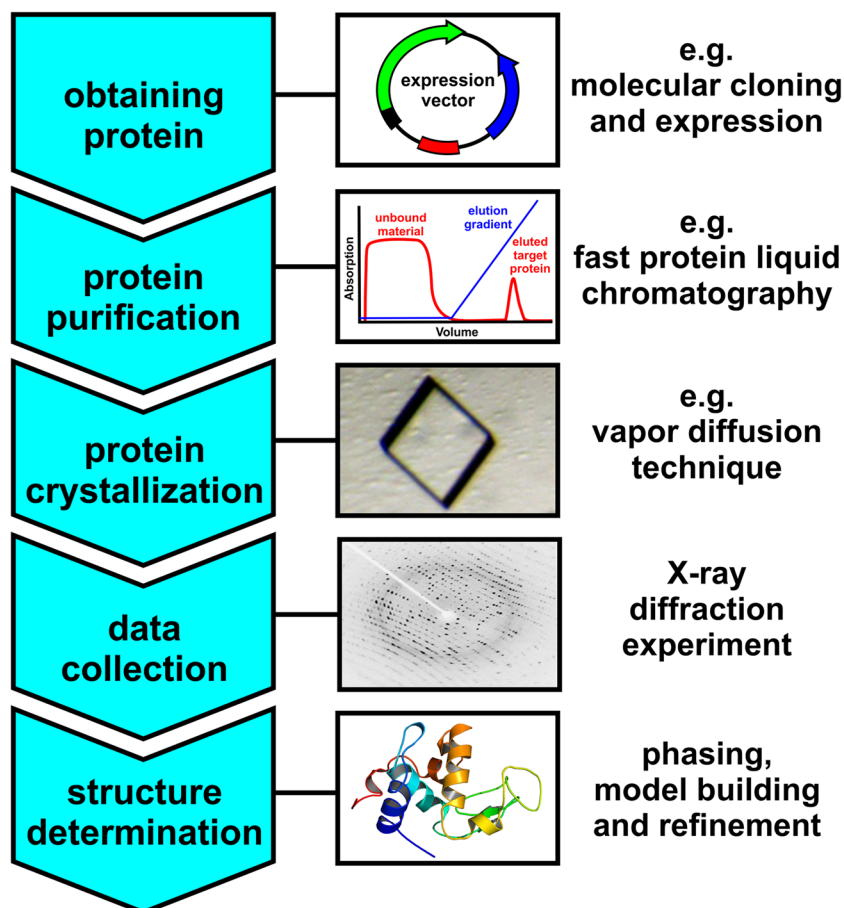 obtaining
protein
expression
vector
e.g.
molecular cloning
and expression
protein
purification
Absorption
unbound
material
elution
gradient
eluted
target
protein
Volume
e.g.
fast protein liquid
chromatography
protein
crystallization
e.g.
vapor diffusion
technique
data
collection
X-ray
diffraction
experiment
structure
determination
phasing,
model building
and refinement